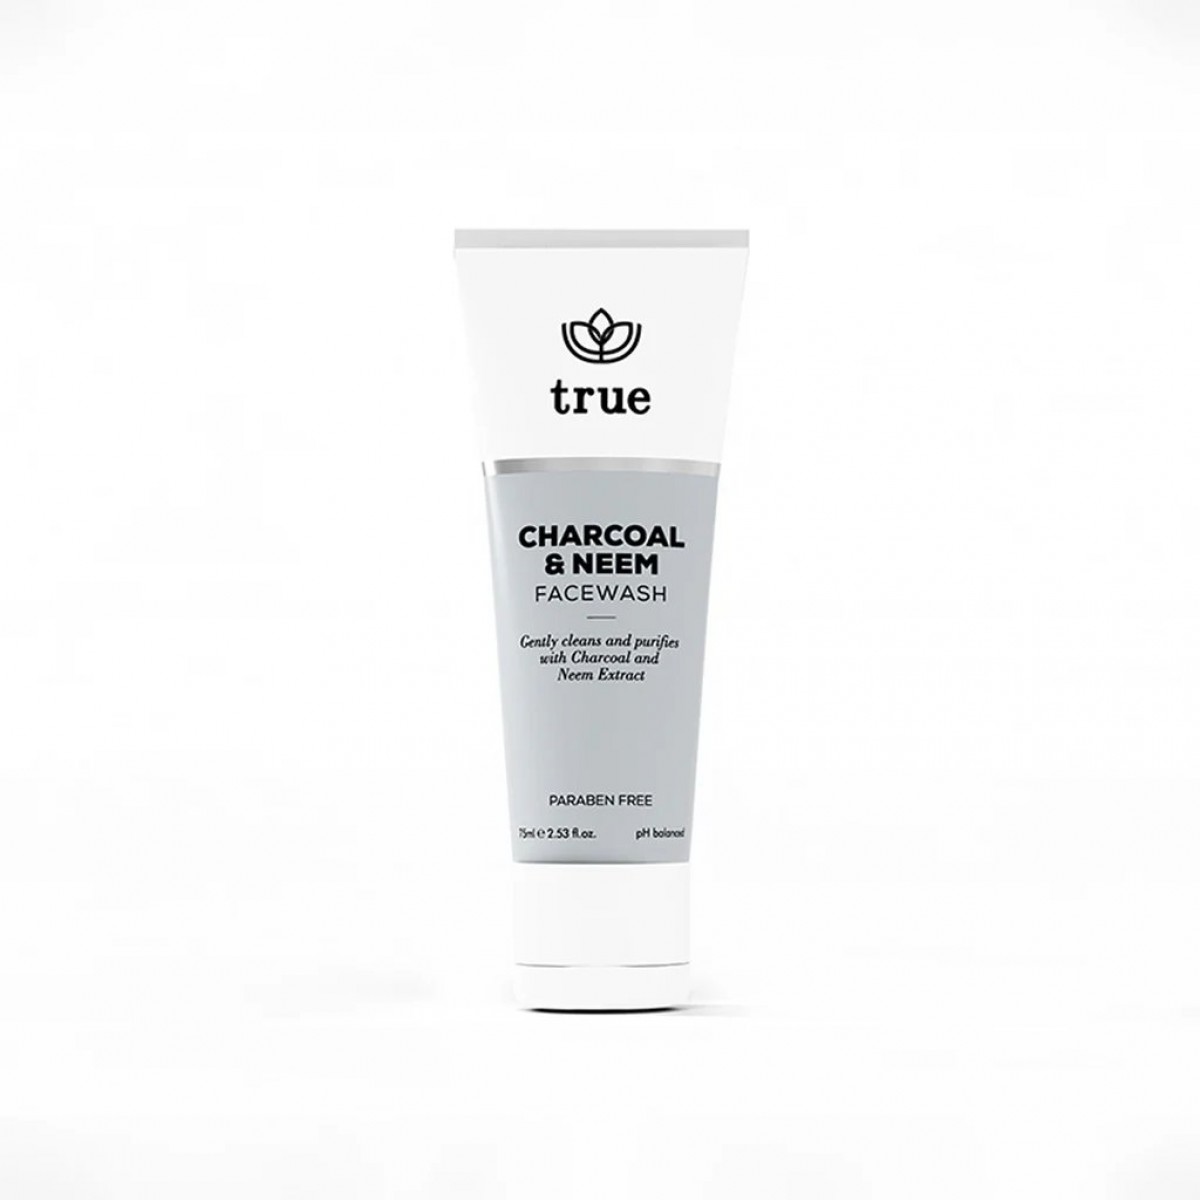 true
CHARCOAL
& NEEM
FACEWASH
Gently cleans and purifies
with Charcoal and
Neem Extract
PARABEN FREE
75ml e 2.53 fl.oz. pH balanced